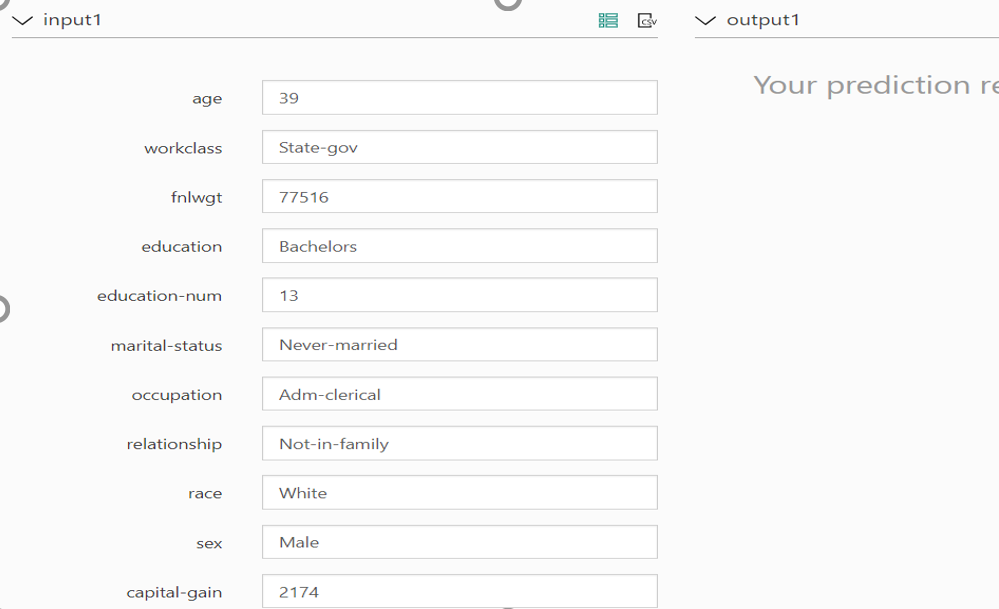 input1
CSV
output1
Your prediction re
age 39
workclass State-gov
fnlwgt 77516
education Bachelors
education-num 13
marital-status Never-married
occupation Adm-clerical
relationship Not-in-family
race White
sex Male
capital-gain 2174